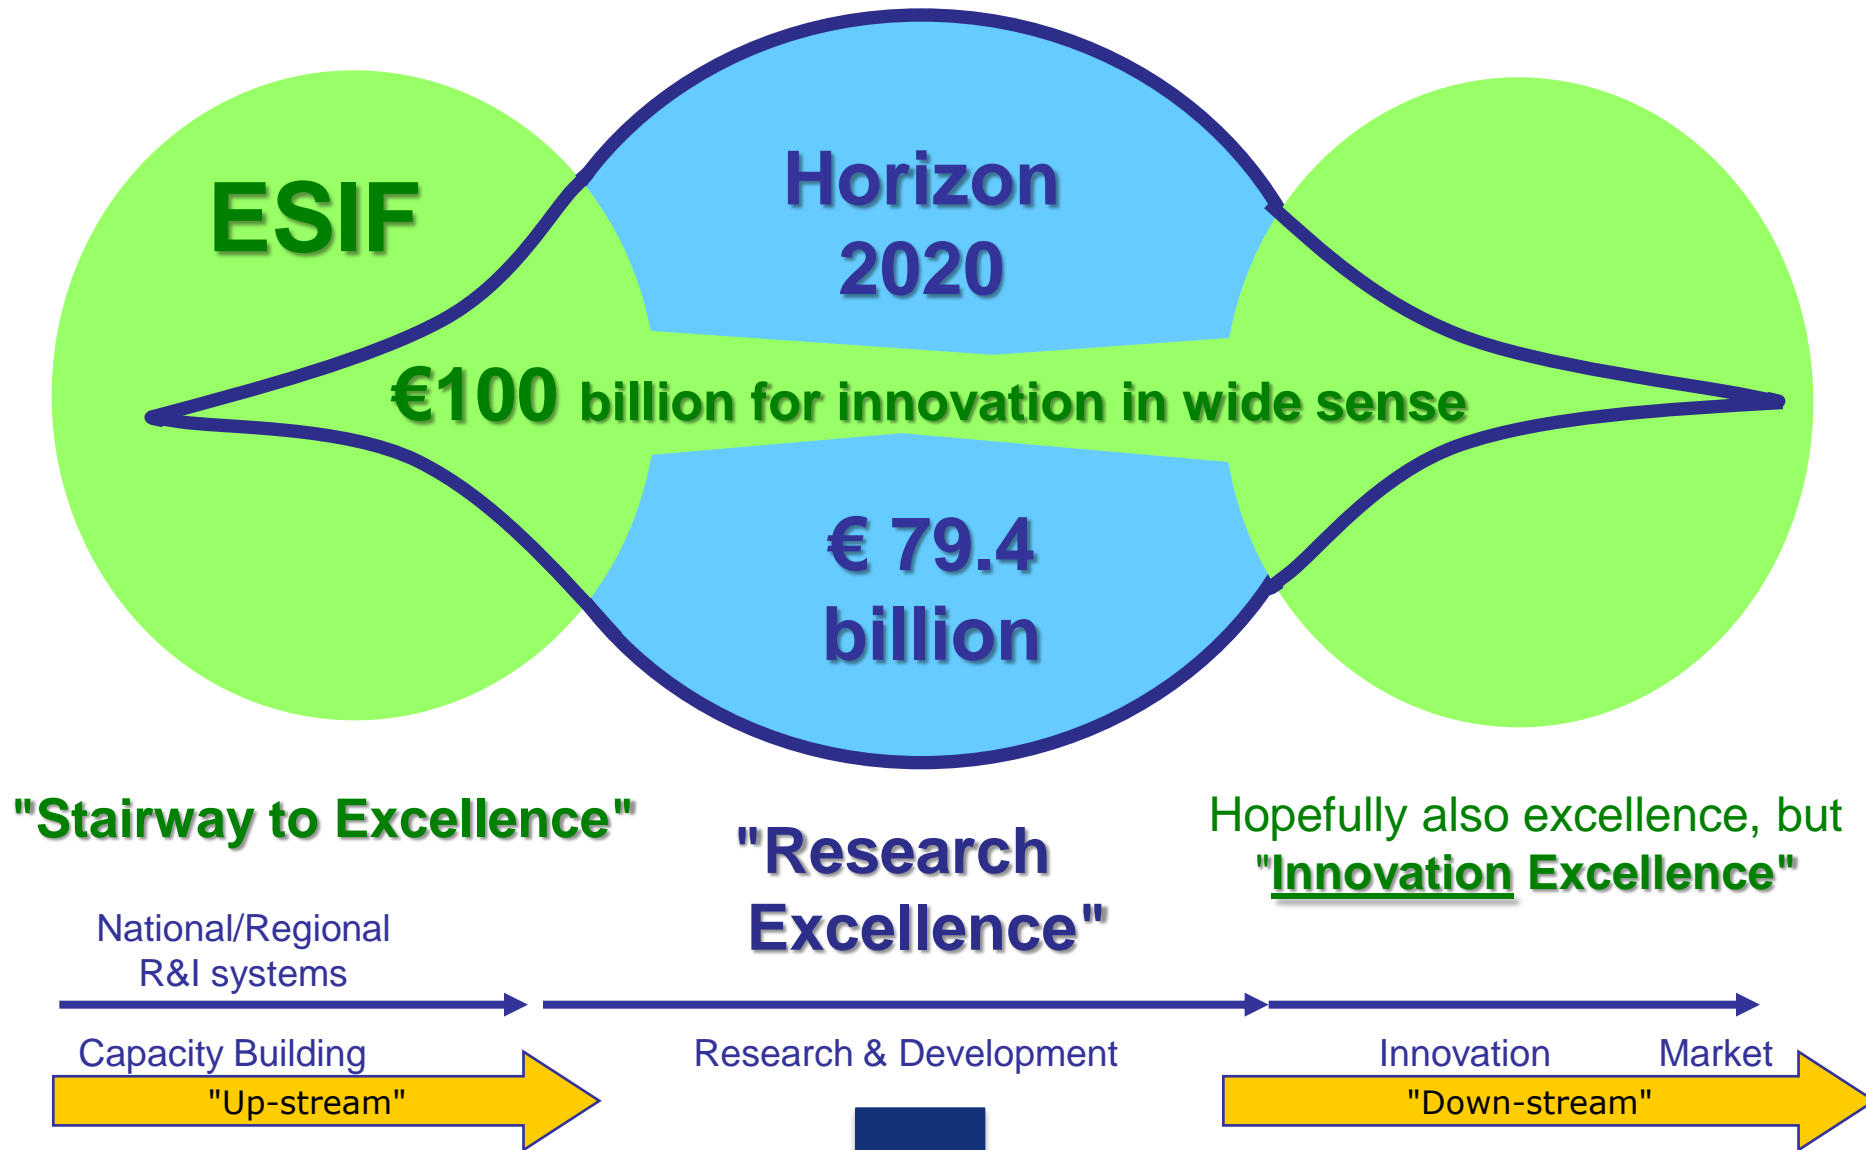 ESIF
Horizon
2020
€100 billion for innovation in wide sense
€ 79.4
billion
"Stairway to Excellence"
"Research
Excellence"
Hopefully also excellence, but
"Innovation Excellence"
National/Regional
R&I systems
Capacity Building
Research & Development
Innovation
Market
"Up-stream"
"Down-stream"